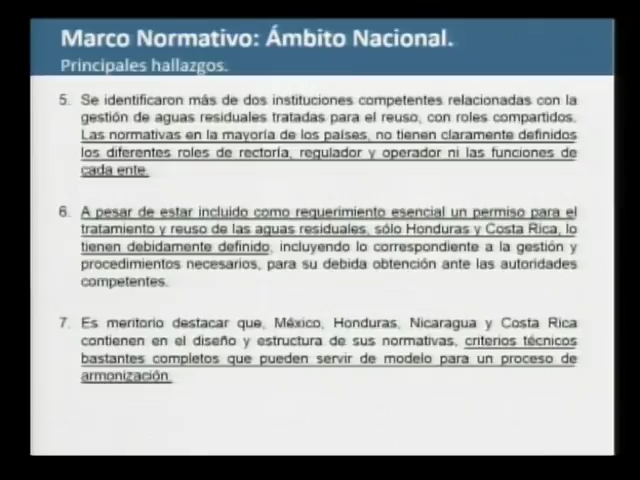 Marco Normativo: Ámbito Nacional.
Principales hallazgos.
5. Se identificaron más de dos instituciones competentes relacionadas con la
gestión de aguas residuales tratadas para el reuso, con roles compartidos.
Las normativas en la mayoría de los países, no tienen claramente definidos
los diferentes roles de rectoría, regulador y operador ni las funciones de
cada ente.
6. A pesar de estar incluido como requerimiento esencial un permiso para el
tratamiento y reuso de las aguas residuales, sólo Honduras y Costa Rica, lo
tienen debidamente definido, incluyendo lo correspondiente a la gestión y
procedimientos necesarios, para su debida obtención ante las autoridades
competentes.
7. Es meritorio destacar que, México, Honduras, Nicaragua y Costa Rica
contienen en el diseño y estructura de sus normativas, criterios técnicos
bastantes completos que pueden servir de modelo para un proceso de
armonización.